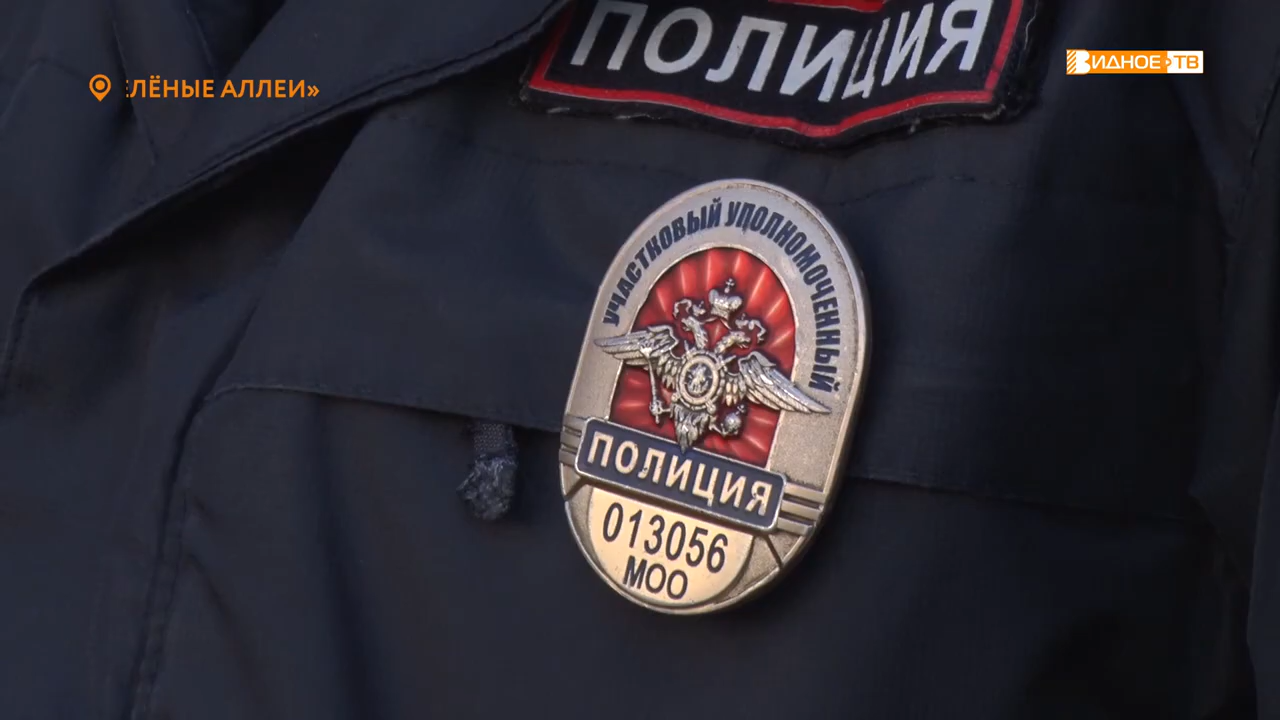 ПОЛИЦИЯ
ВИДНОЕ ТВ
ЛЁНЫЕ АЛЛЕИ»
УЧАСТКОВЫЙ УПОЛНОМОЧЕННЫЙ
ПОЛИЦИЯ
013056
МОО